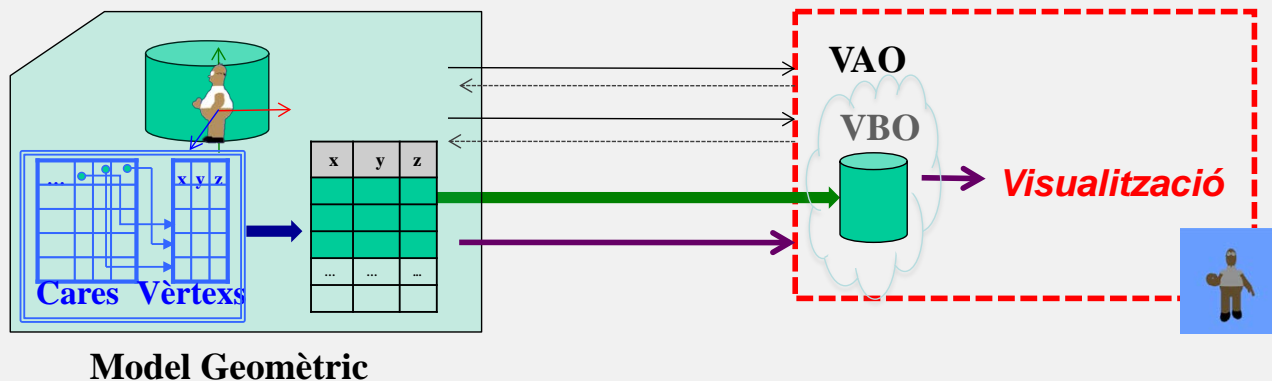 VAO
VBO
x y z
... x y z
Visualització
... ... ...
Cares Vèrtexs
Model Geomètric